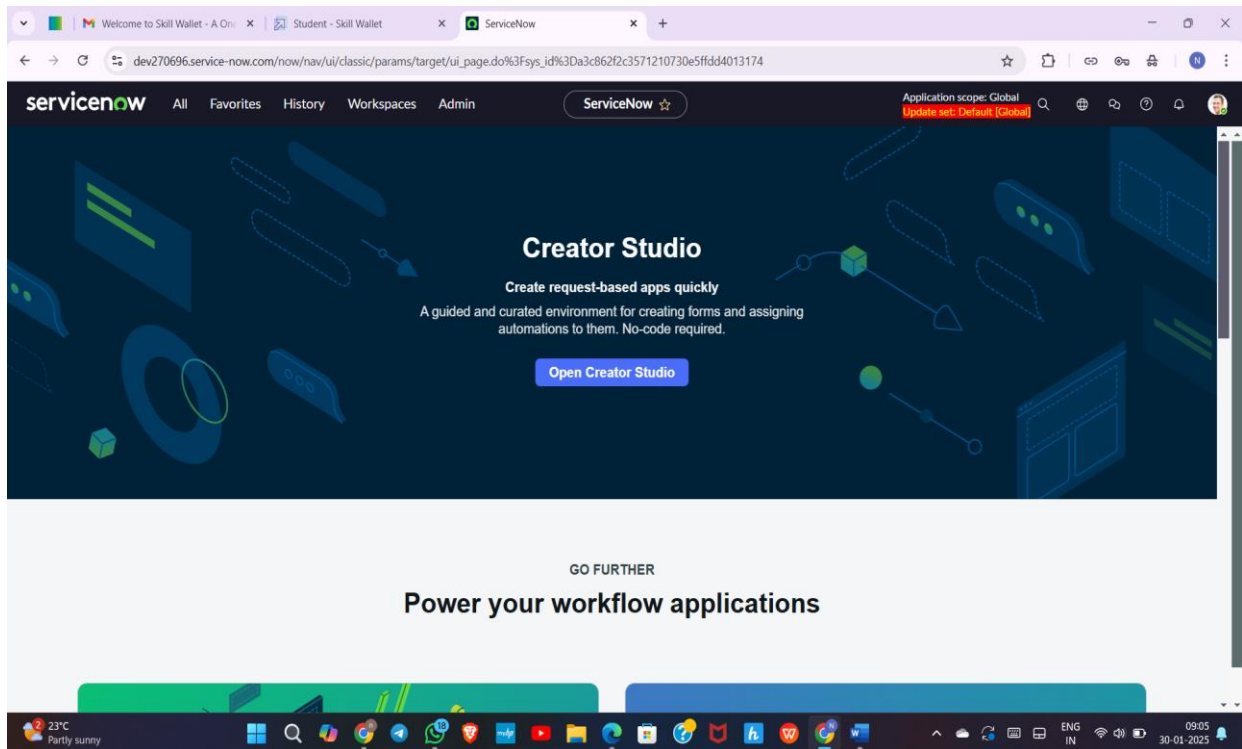 Welcome to Skill Wallet - A On
Student - Skill Wallet
ServiceNow
dev270696.service-now.com/now/nav/ui/classic/params/target/ui_page.do%3Fsys_id%3Da3c862f2c3571210730e5ffdd4013174
N
servicenow
All Favorites History Workspaces Admin
ServiceNow
Application scope: Global
Update set: Default [Global]
Creator Studio
Create request-based apps quickly
A guided and curated environment for creating forms and assigning
automations to them. No-code required.
Open Creator Studio
GO FURTHER
Power your workflow applications
2
23°C
Partly sunny
18
ENG
IN
09:05
30-01-2025